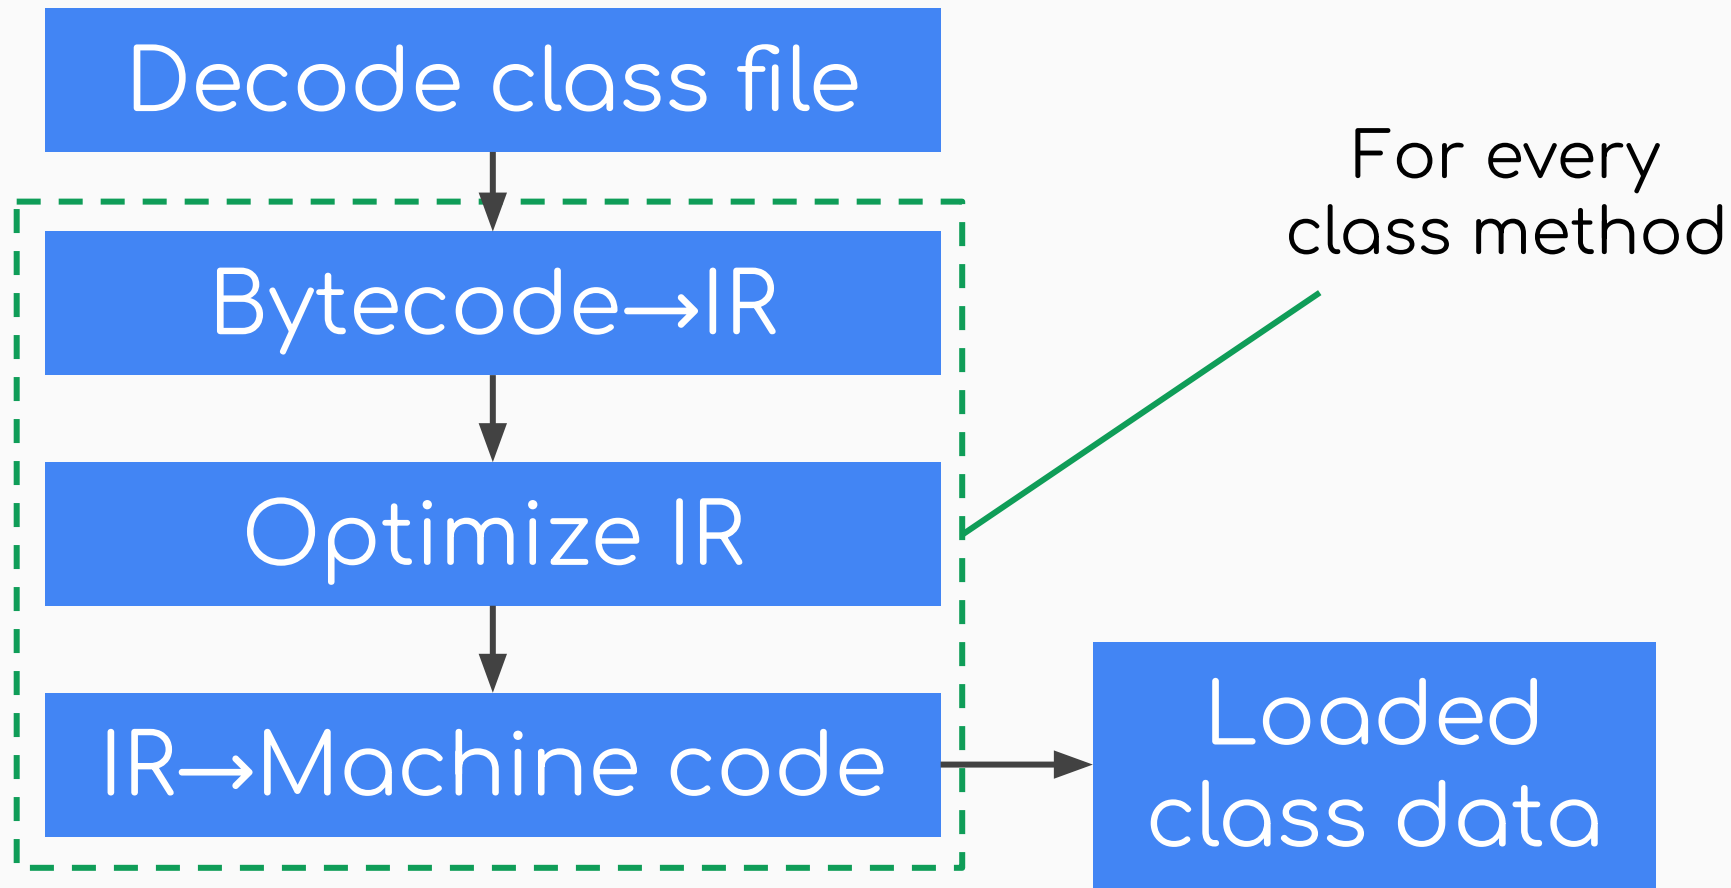 Decode class file
For every
class method
Bytecode→IR
Optimize IR
IR→Machine code
Loaded
class data